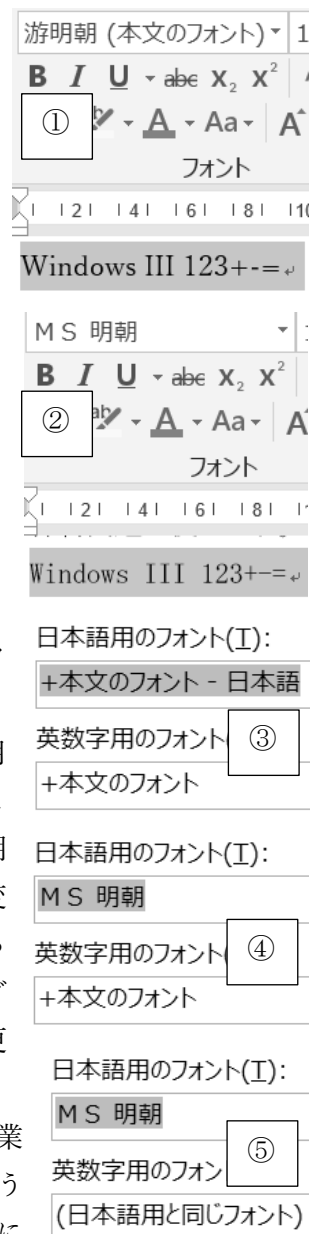 游明朝 (本文のフォント) 1
B I U abc X₂ X²
① A Aa A
フォント
2 4 6 8 10
Windows III 123+-=
ＭＳ 明朝
B I U abc X₂ X²
② ab A Aa A
フォント
2 4 6 8
Windows III 123+-=
日本語用のフォント(T):
+本文のフォント - 日本語
英数字用のフォント ③
+本文のフォント
日本語用のフォント(T):
ＭＳ 明朝
英数字用のフォント ④
+本文のフォント
日本語用のフォント(T):
ＭＳ 明朝
業
英数字用のフォン ⑤
う
(日本語用と同じフォント)
に